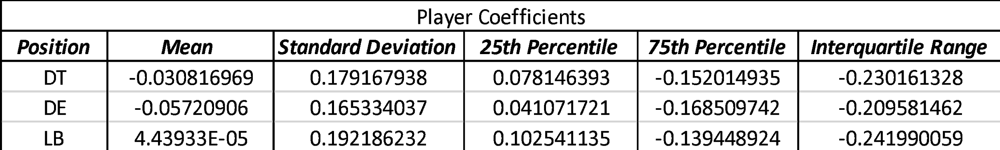 Player Coefficients
Position Mean Standard Deviation 25th Percentile 75th Percentile Interquartile Range
DT -0.030816969 0.179167938 0.078146393 -0.152014935 -0.230161328
DE -0.05720906 0.165334037 0.041071721 -0.168509742 -0.209581462
LB 4.43933E-05 0.192186232 0.102541135 -0.139448924 -0.241990059